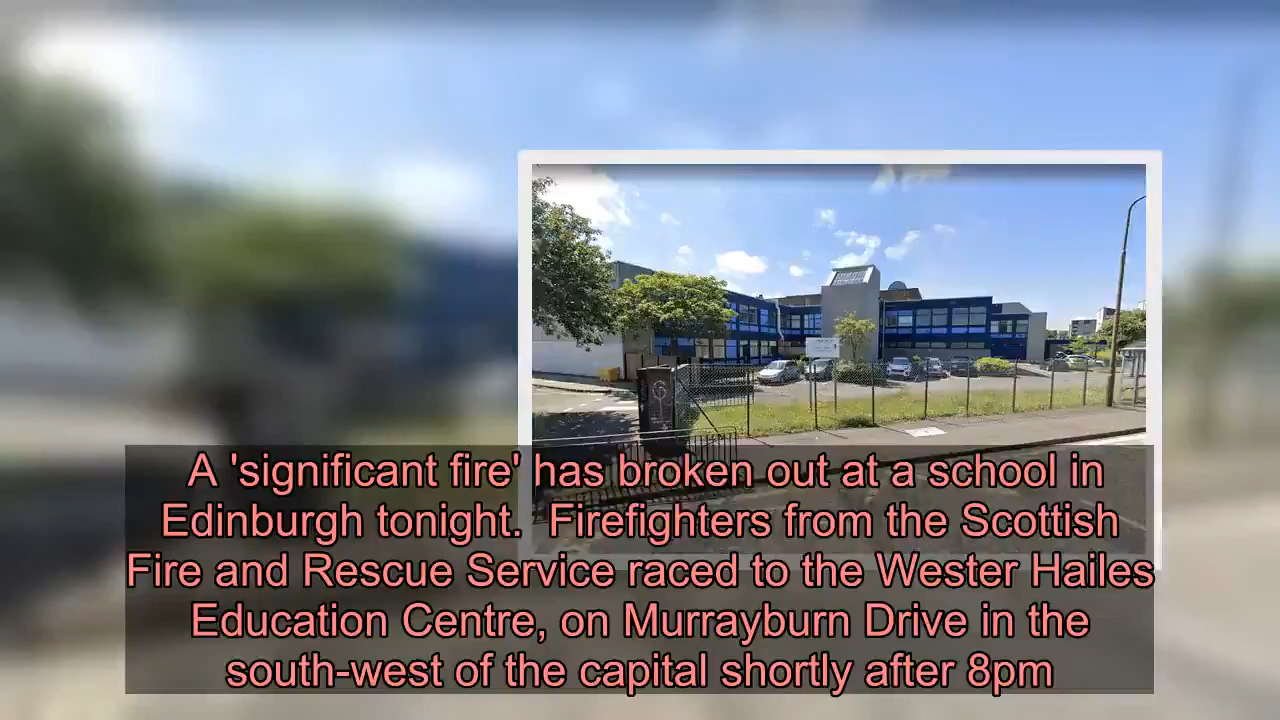 A 'significant fire' has broken out at a school in
Edinburgh tonight.  Firefighters from the Scottish
Fire and Rescue Service raced to the Wester Hailes
Education Centre, on Murrayburn Drive in the
south-west of the capital shortly after 8pm